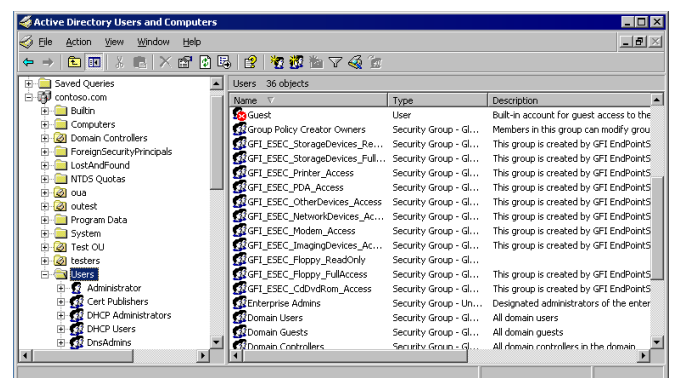 Active Directory Users and Computers
File Action View Window Help
Users 36 objects
Saved Queries
contoso.com
Builtin
Computers
Domain Controllers
ForeignSecurityPrincipals
LostAndFound
NTDS Quotas
oua
outest
Program Data
System
Test OU
testers
Users
Administrator
Cert Publishers
DHCP Administrators
DHCP Users
DnsAdmins
Name Type Description
Guest User Built-in account for guest access to the
Group Policy Creator Owners Security Group - Gl... Members in this group can modify grou
GFI_ESEC_StorageDevices_Re... Security Group - Gl... This group is created by GFI EndPointS
GFI_ESEC_StorageDevices_Full... Security Group - Gl... This group is created by GFI EndPointS
GFI_ESEC_Printer_Access Security Group - Gl... This group is created by GFI EndPointS
GFI_ESEC_PDA_Access Security Group - Gl... This group is created by GFI EndPointS
GFI_ESEC_OtherDevices_Access Security Group - Gl... This group is created by GFI EndPointS
GFI_ESEC_NetworkDevices_Ac... Security Group - Gl... This group is created by GFI EndPointS
GFI_ESEC_Modem_Access Security Group - Gl... This group is created by GFI EndPointS
GFI_ESEC_ImagingDevices_Ac... Security Group - Gl... This group is created by GFI EndPointS
GFI_ESEC_Floppy_ReadOnly Security Group - Gl...
GFI_ESEC_Floppy_FullAccess Security Group - Gl... This group is created by GFI EndPointS
GFI_ESEC_CdDvdRom_Access Security Group - Gl... This group is created by GFI EndPointS
Enterprise Admins Security Group - Un... Designated administrators of the enter
Domain Users Security Group - Gl... All domain users
Domain Guests Security Group - Gl... All domain guests
Domain Controllers Security Group - Gl... All domain controllers in the domain